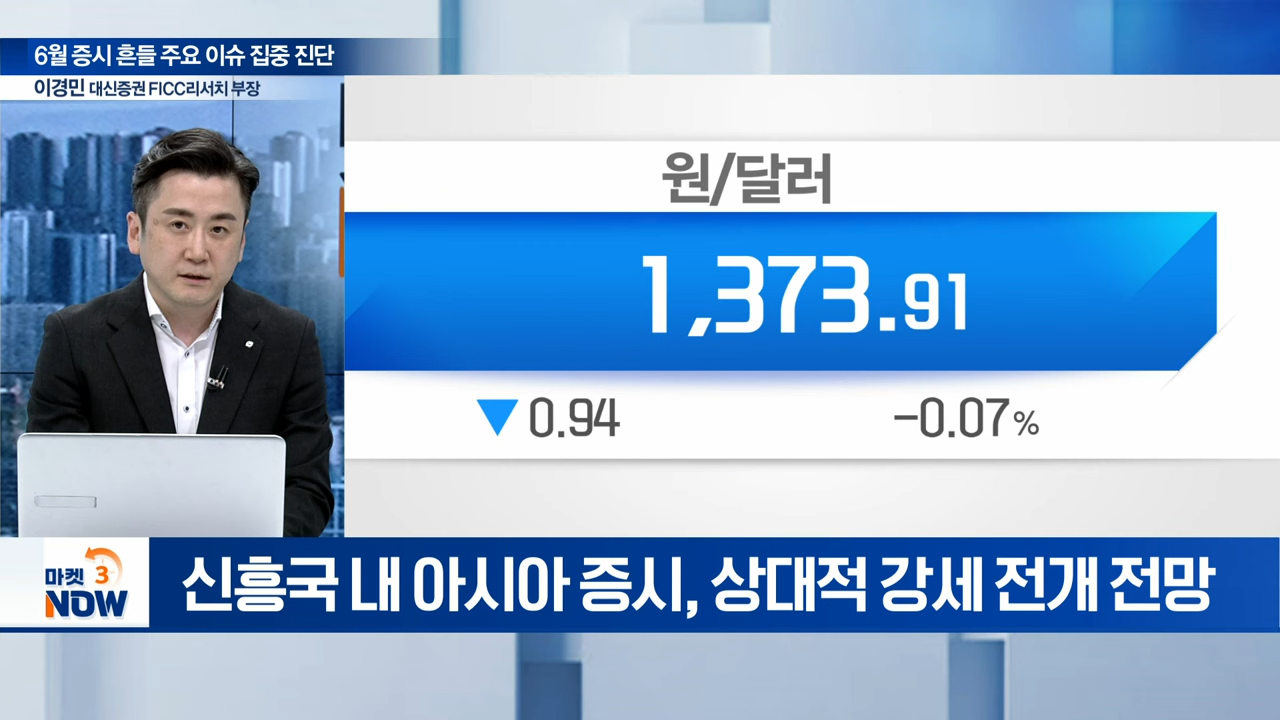 6월 증시 흔들 주요 이슈 집중 진단
이경민 대신증권 FICC리서치 부장
원/달러
1,373.91
▼ 0.94
-0.07%
마켓 3
NOW
신흥국 내 아시아 증시, 상대적 강세 전개 전망